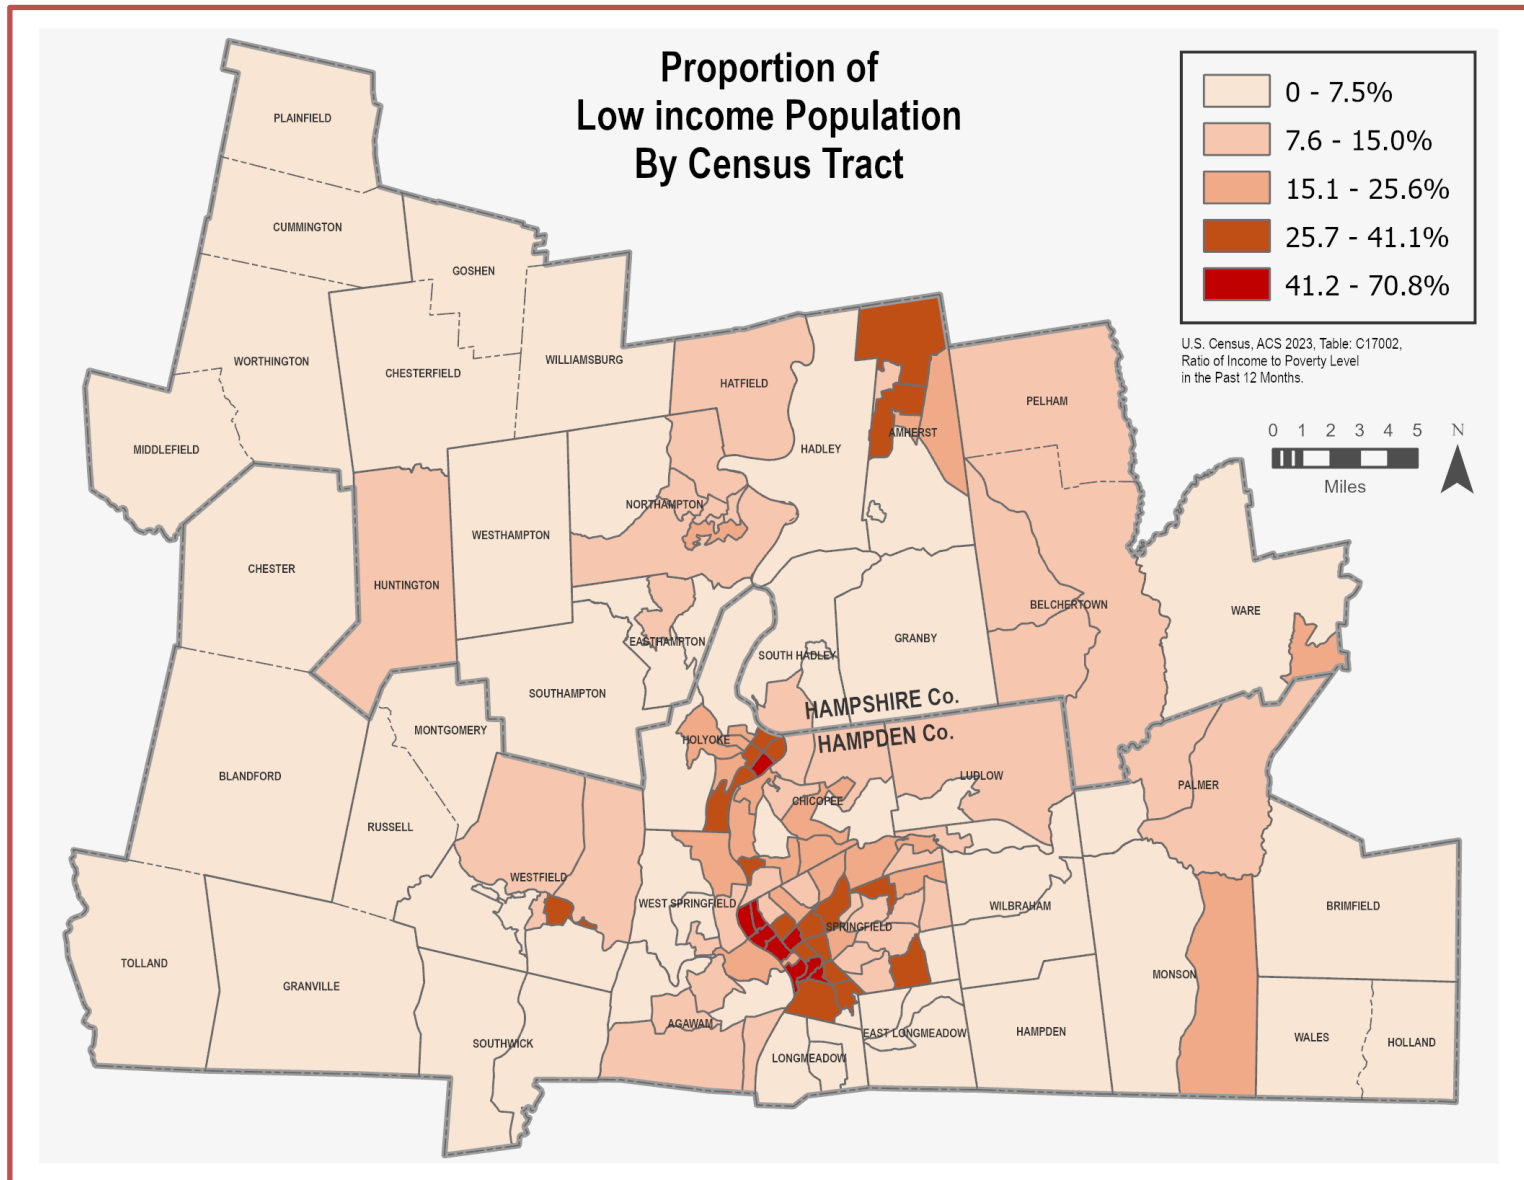 Proportion of
Low income Population
By Census Tract
0 - 7.5%
7.6 - 15.0%
15.1 - 25.6%
25.7 - 41.1%
41.2 - 70.8%
U.S. Census, ACS 2023, Table: C17002,
Ratio of Income to Poverty Level
in the Past 12 Months.
0 1 2 3 4 5
Miles
N
PLAINFIELD
CUMMINGTON
GOSHEN
WORTHINGTON
CHESTERFIELD
WILLIAMSBURG
HATFIELD
PELHAM
MIDDLEFIELD
HADLEY
AMHERST
NORTHAMPTON
WESTHAMPTON
CHESTER
HUNTINGTON
BELCHERTOWN
WARE
EASTHAMPTON
SOUTH HADLEY
GRANBY
SOUTHAMPTON
HAMPSHIRE Co.
MONTGOMERY
HOLYOKE
HAMPDEN Co.
BLANDFORD
LUDLOW
PALMER
RUSSELL
CHICOPEE
WESTFIELD
WEST SPRINGFIELD
SPRINGFIELD
WILBRAHAM
BRIMFIELD
TOLLAND
GRANVILLE
MONSON
SOUTHWICK
AGAWAM
LONGMEADOW
EAST LONGMEADOW
HAMPDEN
WALES
HOLLAND